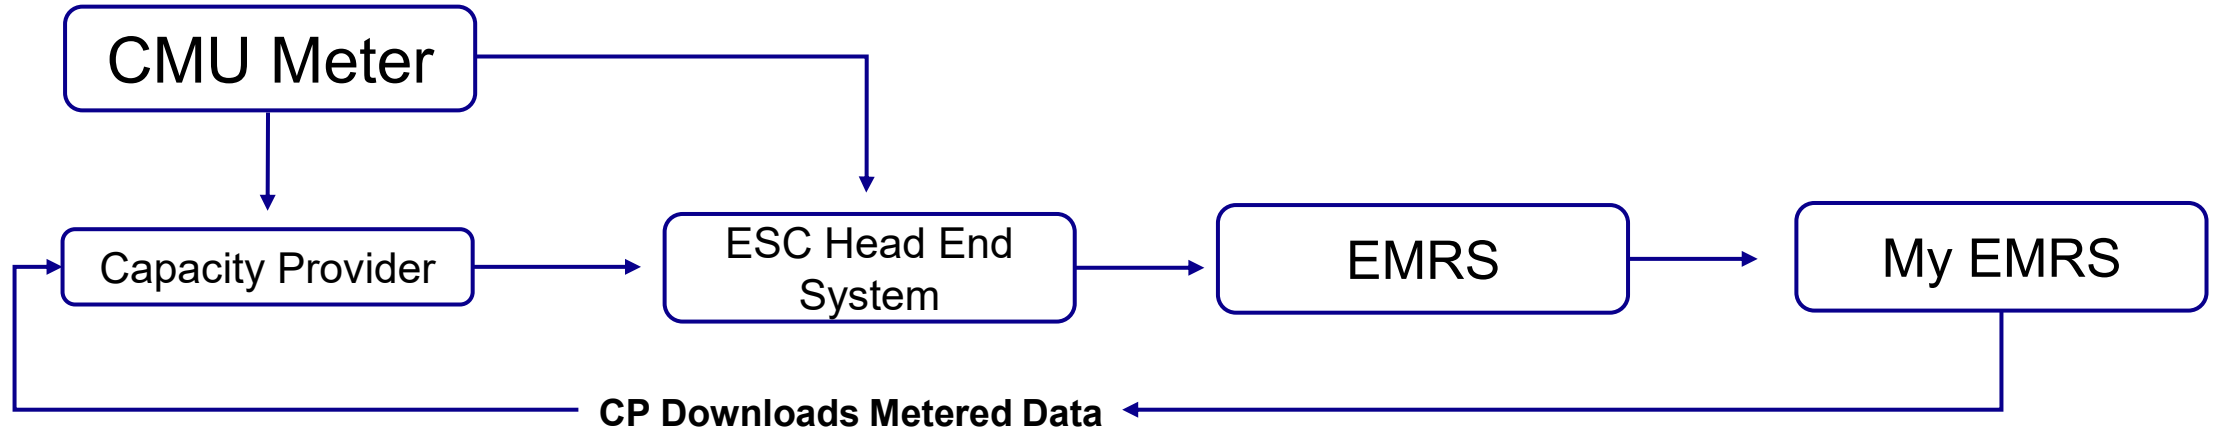 CMU Meter
Capacity Provider
ESC Head End
System
EMRS
My EMRS
CP Downloads Metered Data